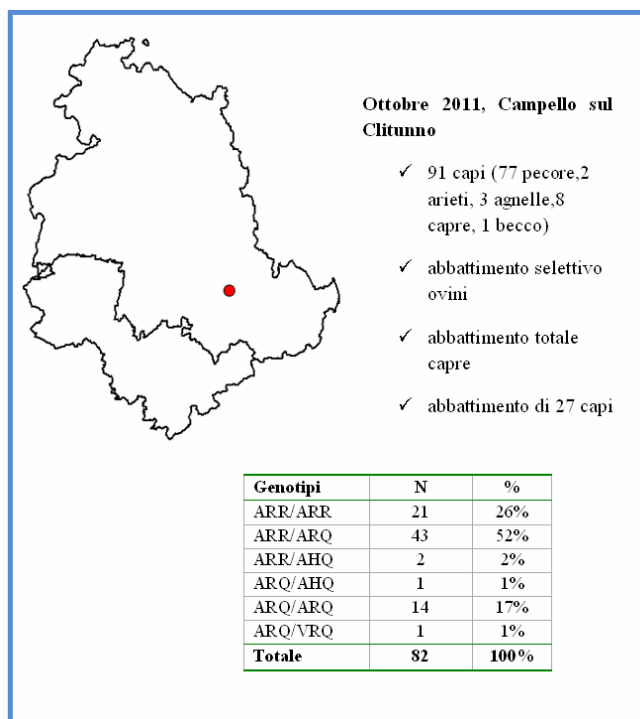 Ottobre 2011, Campello sul
Clitunno
✓ 91 capi (77 pecore,2
arieti, 3 agnelle,8
capre, 1 becco)
✓ abbattimento selettivo
ovini
✓ abbattimento totale
capre
✓ abbattimento di 27 capi
Genotipi N %
ARR/ARR 21 26%
ARR/ARQ 43 52%
ARR/AHQ 2 2%
ARQ/AHQ 1 1%
ARQ/ARQ 14 17%
ARQ/VRQ 1 1%
Totale 82 100%